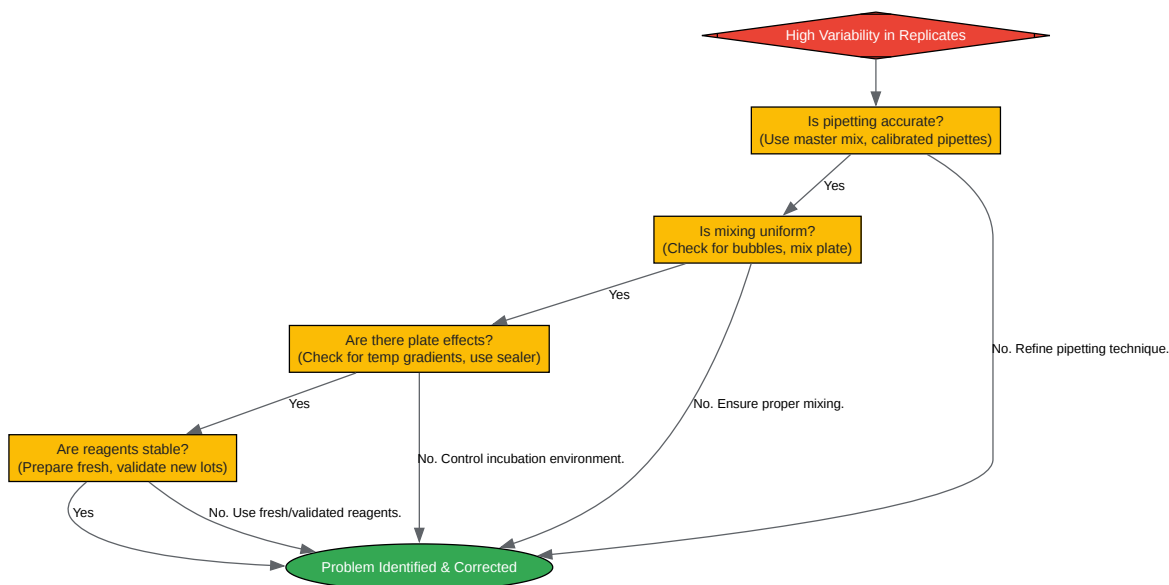 High Variability in Replicates
Is pipetting accurate?
(Use master mix, calibrated pipettes)
Yes
Is mixing uniform?
(Check for bubbles, mix plate)
Yes
Are there plate effects?
(Check for temp gradients, use sealer)
No. Refine pipetting technique.
Yes
No. Ensure proper mixing.
Are reagents stable?
(Prepare fresh, validate new lots)
No. Control incubation environment.
Yes
No. Use fresh/validated reagents.
Problem Identified & Corrected